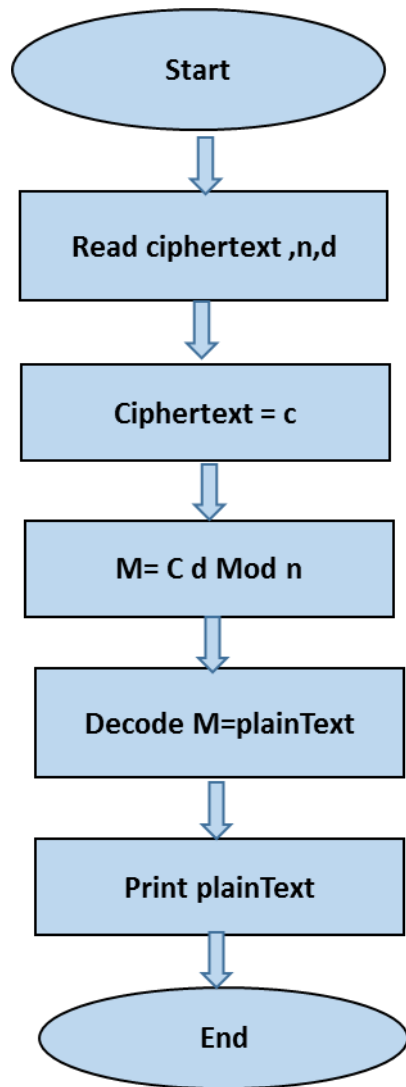 Start
Read ciphertext ,n,d
Ciphertext = c
M= C d Mod n
Decode M=plainText
Print plainText
End